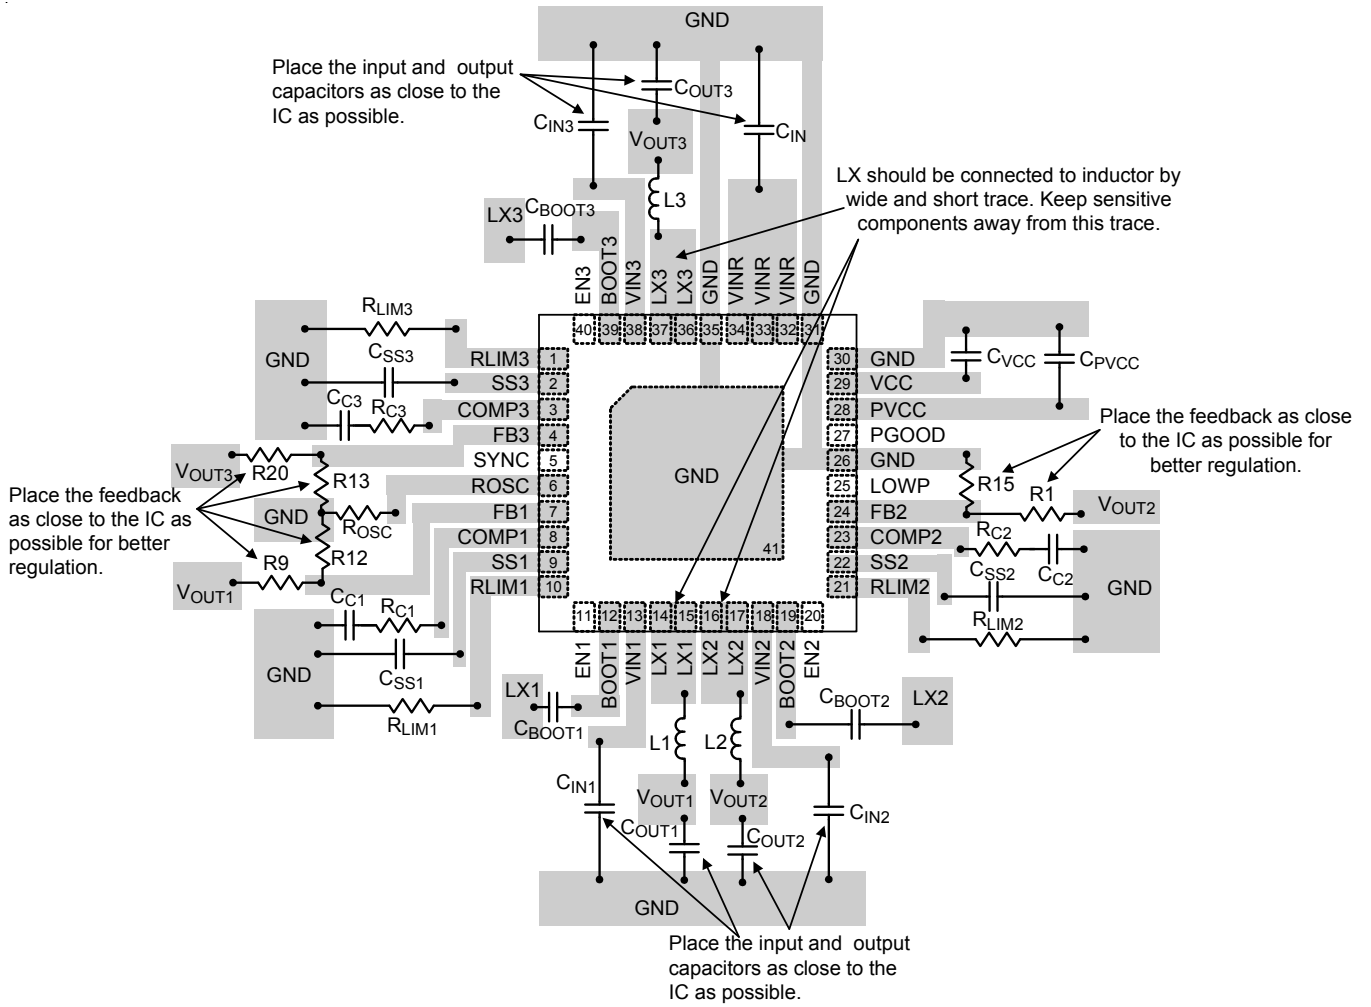 GND
Place the input and output
capacitors as close to the
IC as possible.
COUT3
CIN3
CIN
VOUT3
L3
LX should be connected to inductor by
wide and short trace. Keep sensitive
components away from this trace.
LX3
CBOOT3
EN3
BOOT3
VIN3
LX3
LX3
GND
VINR
VINR
VINR
GND
40 39 38 37 36 35 34 33 32 31
RLIM3
GND
CSS3
CC3
RC3
RLIM3 1
SS3 2
COMP3 3
FB3 4
SYNC 5
ROSC 6
FB1 7
COMP1 8
SS1 9
RLIM1 10
VOUT3
R20
R13
GND
ROSC
R12
R9
VOUT1
Place the feedback
as close to the IC as
possible for better
regulation.
GND
41
30 GND
29 VCC
28 PVCC
27 PGOOD
26 GND
25 LOWP
24 FB2
23 COMP2
22 SS2
21 RLIM2
CVCC
CPVCC
Place the feedback as close
to the IC as possible for
better regulation.
R15
R1
VOUT2
RC2
CC2
CSS2
GND
RLIM2
CC1
RC1
GND
CSS1
RLIM1
11 12 13 14 15 16 17 18 19 20
EN1
BOOT1
VIN1
LX1
LX1
LX2
LX2
VIN2
BOOT2
EN2
LX1
CBOOT1
CBOOT2
LX2
L1
L2
CIN1
VOUT1
VOUT2
CIN2
COUT1
COUT2
GND
Place the input and output
capacitors as close to the
IC as possible.